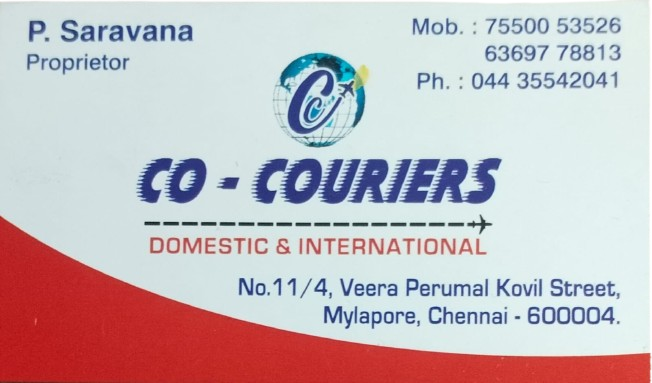 P. Saravana
Proprietor
Mob. : 75500 53526
63697 78813
Ph. : 044 35542041
CC
CO - COURIERS
DOMESTIC & INTERNATIONAL
No.11/4, Veera Perumal Kovil Street,
Mylapore, Chennai - 600004.